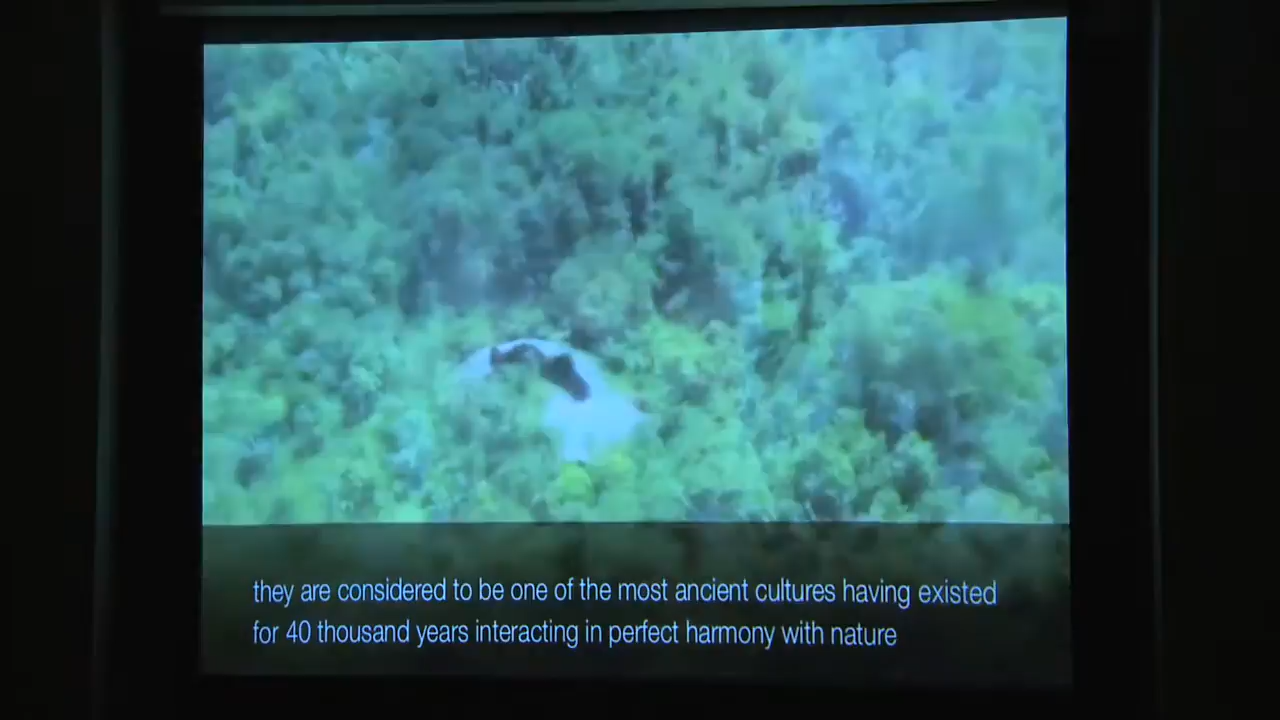 they are considered to be one of the most ancient cultures having existed
for 40 thousand years interacting in perfect harmony with nature